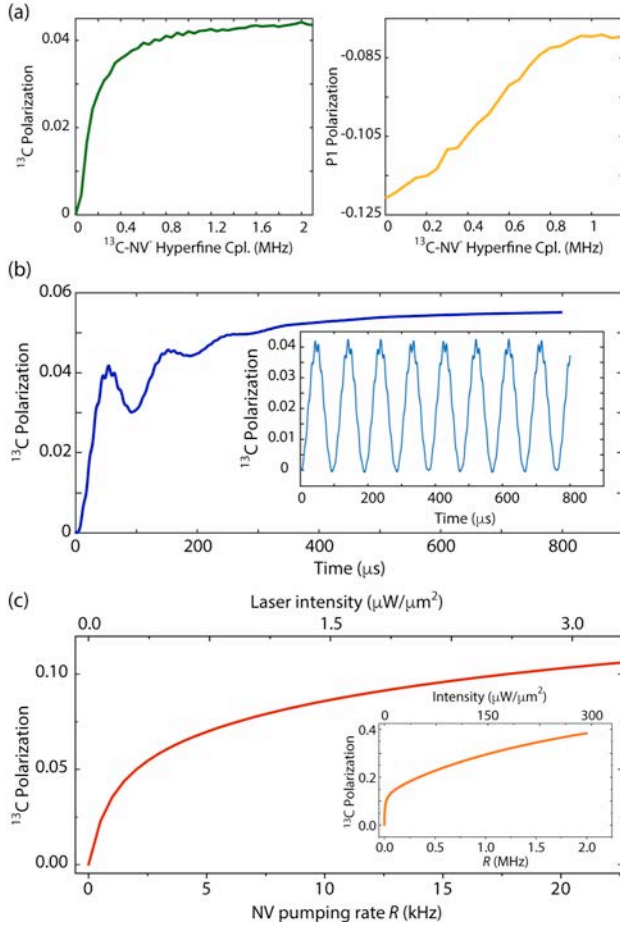 (a)
0.04
0.02
0
¹³C Polarization
0 0.4 0.8 1.2 1.6 2
¹³C-NV⁻ Hyperfine Cpl. (MHz)
-0.085
-0.105
-0.125
P1 Polarization
0 0.2 0.4 0.6 0.8 1
¹³C-NV⁻ Hyperfine Cpl. (MHz)
(b)
0.06
0.04
0.02
0
¹³C Polarization
0 200 400 600 800
Time (μs)
0.04
0.03
0.02
0.01
0
¹³C Polarization
0 200 400 600 800
Time (μs)
(c)
Laser intensity (μW/μm²)
0.0 1.5 3.0
0.10
0.05
0.00
¹³C Polarization
0 5 10 15 20
NV pumping rate R (kHz)
Intensity (μW/μm²)
0 150 300
0.4
0.2
0.0
¹³C Polarization
0.0 0.5 1.0 1.5 2.0
R (MHz)